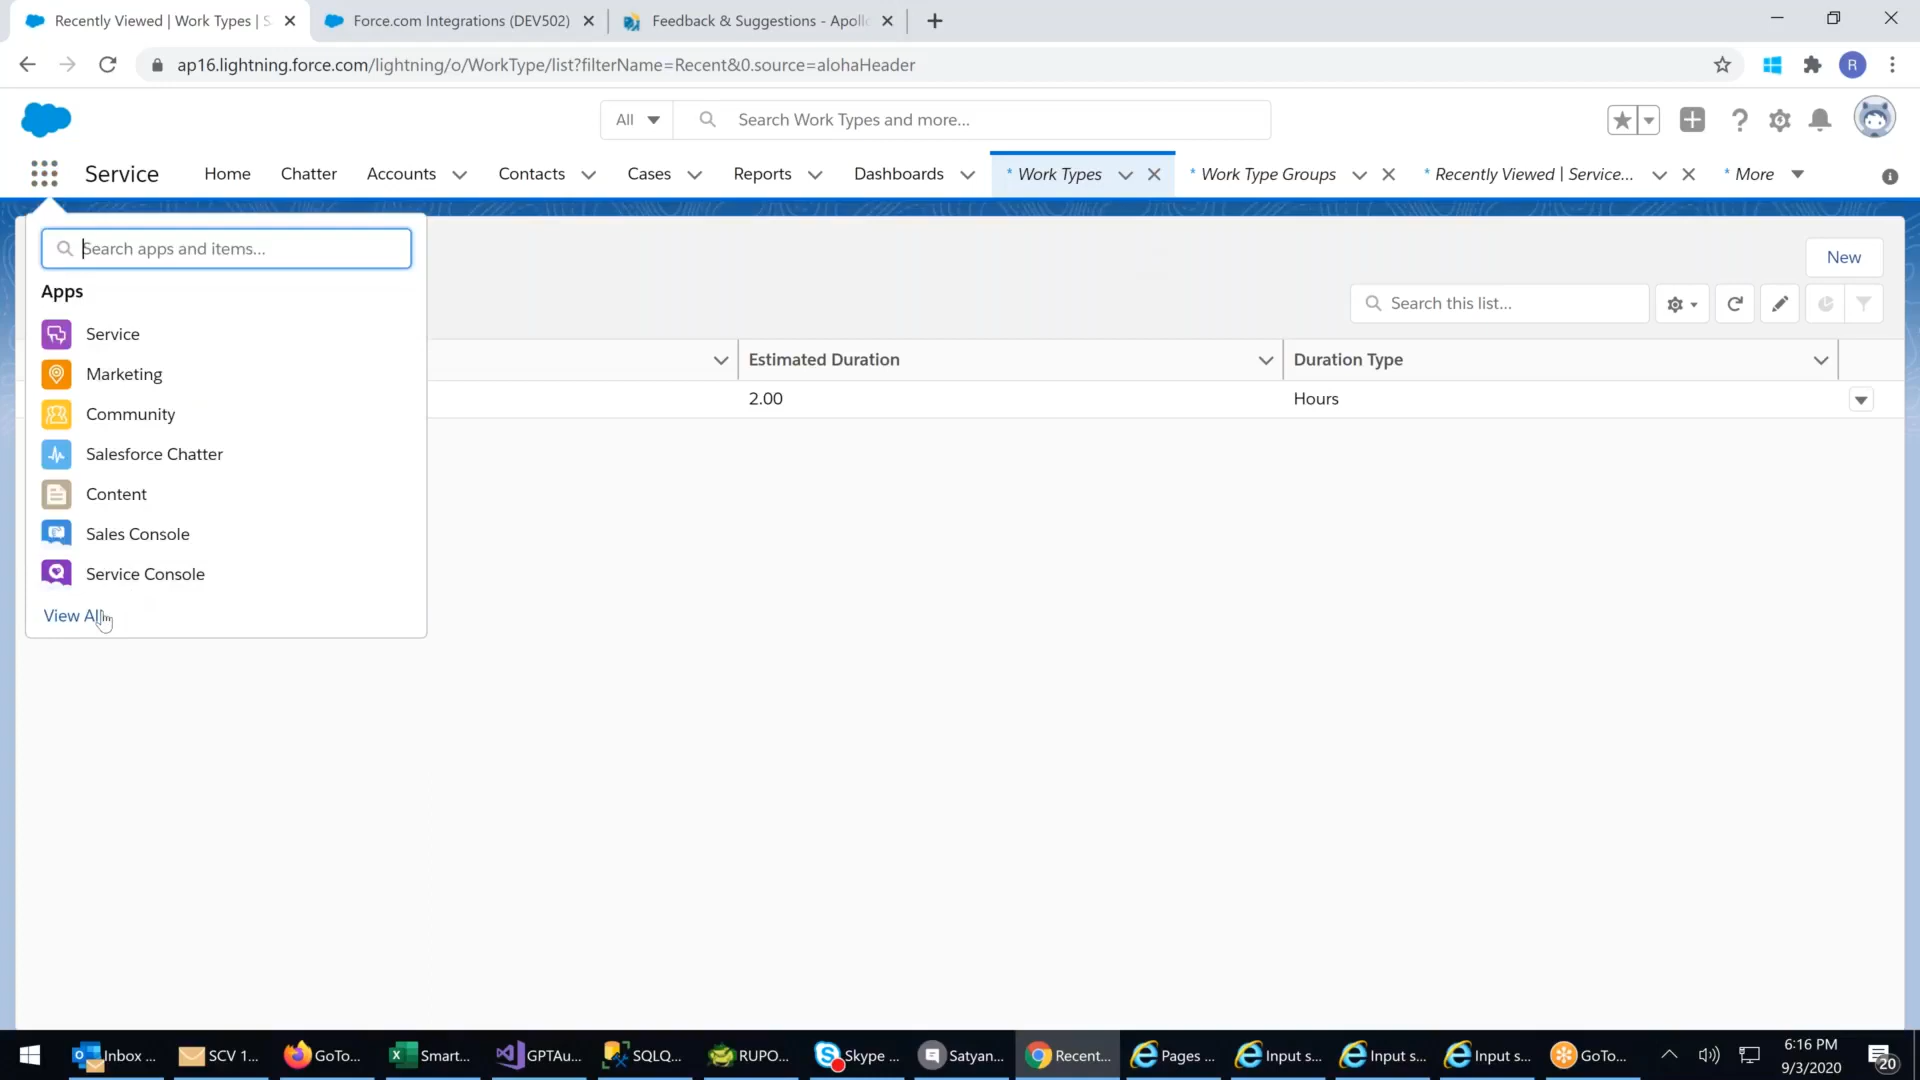 Recently Viewed | Work Types | S
Force.com Integrations (DEV502)
Feedback & Suggestions - Apoll
ap16.lightning.force.com/lightning/o/WorkType/list?filterName=Recent&0.source=alohaHeader
R
All
Search Work Types and more...
Service
Home
Chatter
Accounts
Contacts
Cases
Reports
Dashboards
* Work Types
* Work Type Groups
* Recently Viewed | Service...
* More
Search apps and items...
Apps
Service
Marketing
Community
Salesforce Chatter
Content
Sales Console
Service Console
View All
New
Search this list...
Estimated Duration
Duration Type
2.00
Hours
Inbox ...
SCV 1...
GoTo...
Smart...
GPTAu...
SQLQ...
RUPO...
Skype ...
Satyan...
Recent...
Pages ...
Input s...
Input s...
Input s...
GoTo...
6:16 PM
9/3/2020
20